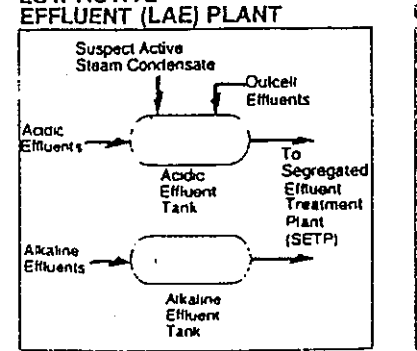 EFFLUENT (LAE) PLANT
Suspect Active
Steam Condensate
Outcell
Effluents
Acidic
Effluents
Acidic
Effluent
Tank
To
Segregated
Effluent
Treatment
Plant
(SETP)
Alkaline
Effluents
Alkaline
Effluent
Tank